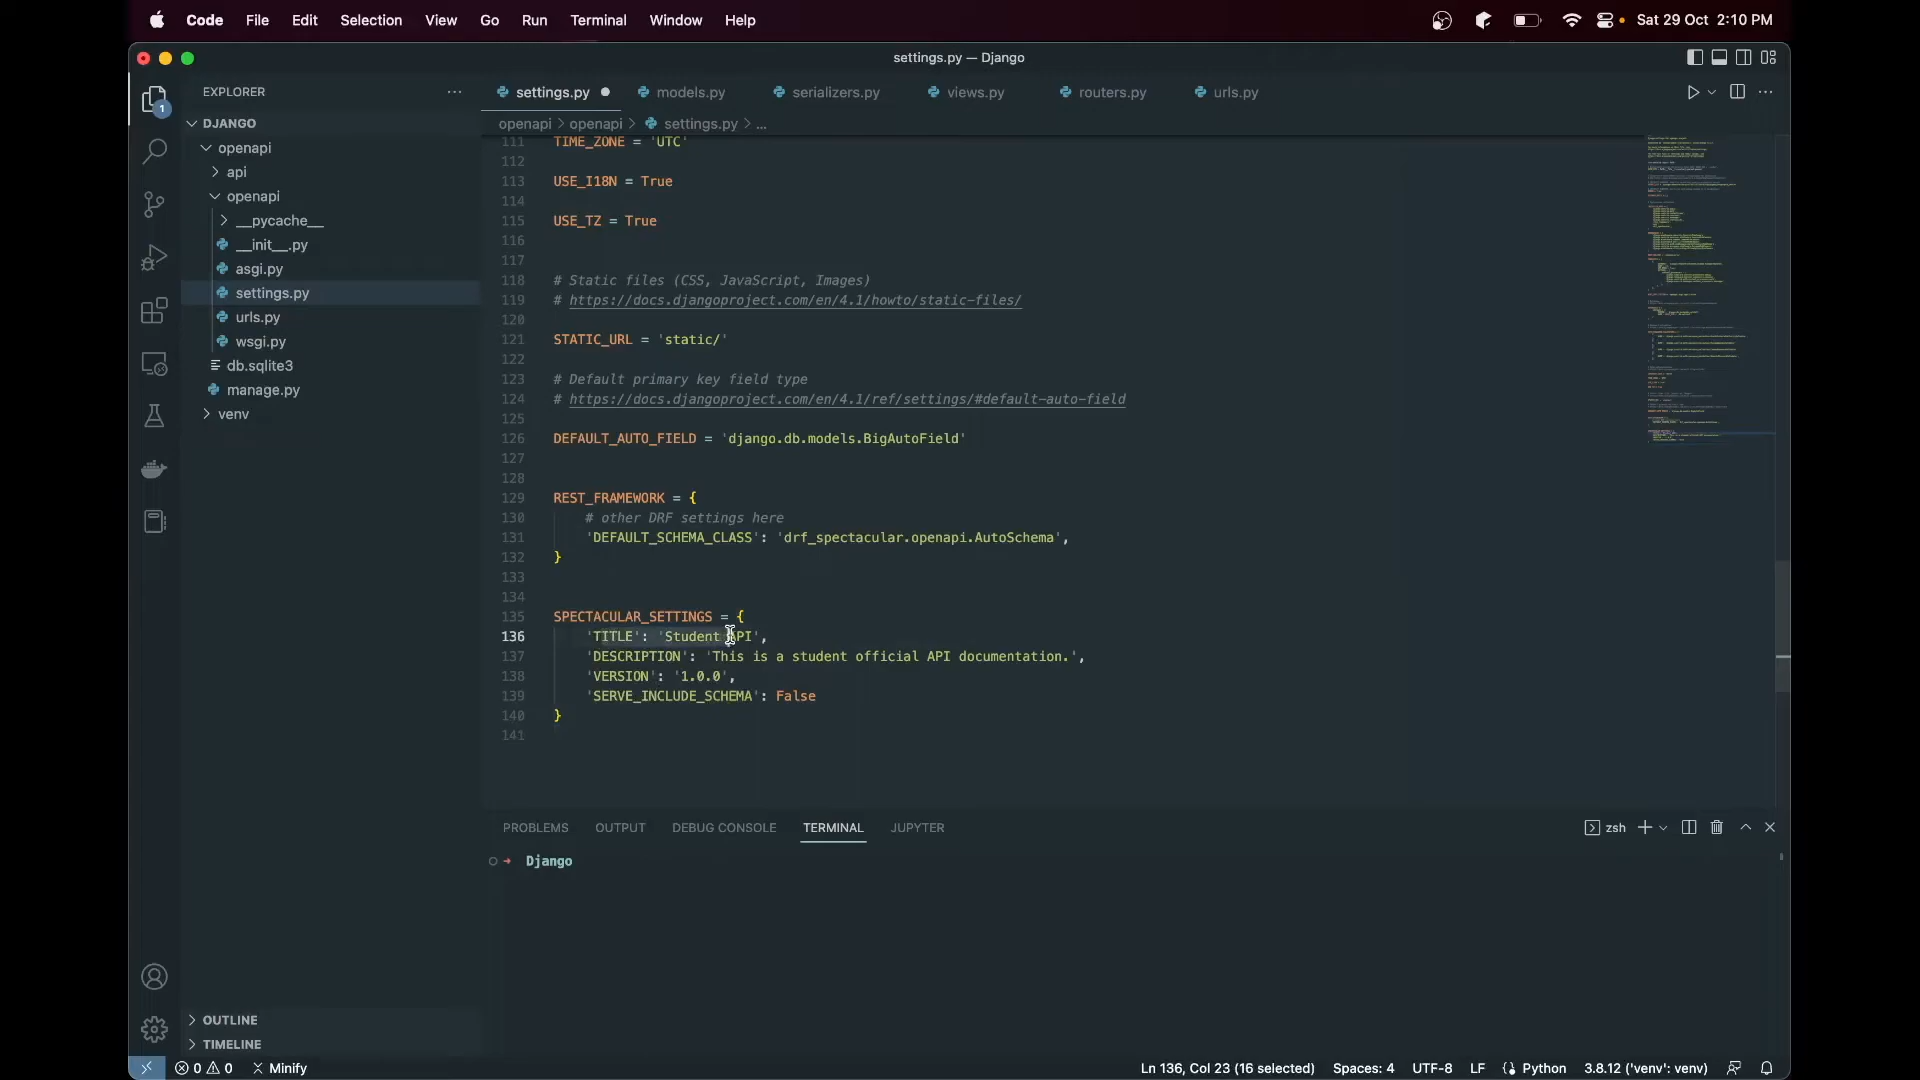 Code File Edit Selection View Go Run Terminal Window Help Sat 29 Oct 2:10 PM
settings.py — Django
EXPLORER
DJANGO
openapi
api
openapi
__pycache__
__init__.py
asgi.py
settings.py
urls.py
wsgi.py
db.sqlite3
manage.py
venv
OUTLINE
TIMELINE
1
settings.py models.py serializers.py views.py routers.py urls.py
openapi > openapi > settings.py > ...
111 TIME_ZONE = 'UTC'
112
113 USE_I18N = True
114
115 USE_TZ = True
116
117
118 # Static files (CSS, JavaScript, Images)
119 # https://docs.djangoproject.com/en/4.1/howto/static-files/
120
121 STATIC_URL = 'static/'
122
123 # Default primary key field type
124 # https://docs.djangoproject.com/en/4.1/ref/settings/#default-auto-field
125
126 DEFAULT_AUTO_FIELD = 'django.db.models.BigAutoField'
127
128
129 REST_FRAMEWORK = {
130 # other DRF settings here
131 'DEFAULT_SCHEMA_CLASS': 'drf_spectacular.openapi.AutoSchema',
132 }
133
134
135 SPECTACULAR_SETTINGS = {
136 'TITLE': 'Student API',
137 'DESCRIPTION': 'This is a student official API documentation.',
138 'VERSION': '1.0.0',
139 'SERVE_INCLUDE_SCHEMA': False
140 }
141
PROBLEMS OUTPUT DEBUG CONSOLE TERMINAL JUPYTER zsh
➜ Django
0 0 Minify Ln 136, Col 23 (16 selected) Spaces: 4 UTF-8 LF Python 3.8.12 ('venv': venv)